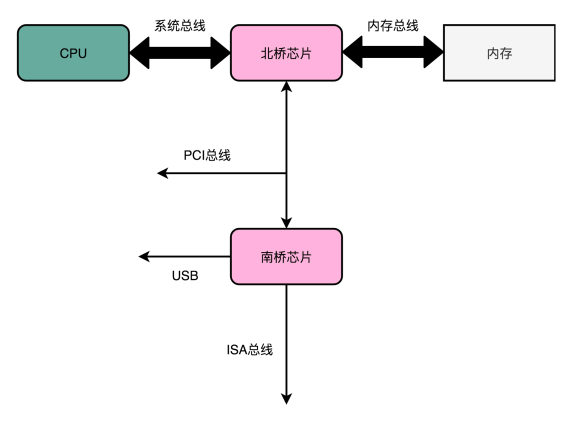 系统总线
内存总线
CPU
北桥芯片
内存
PCI总线
南桥芯片
USB
ISA总线